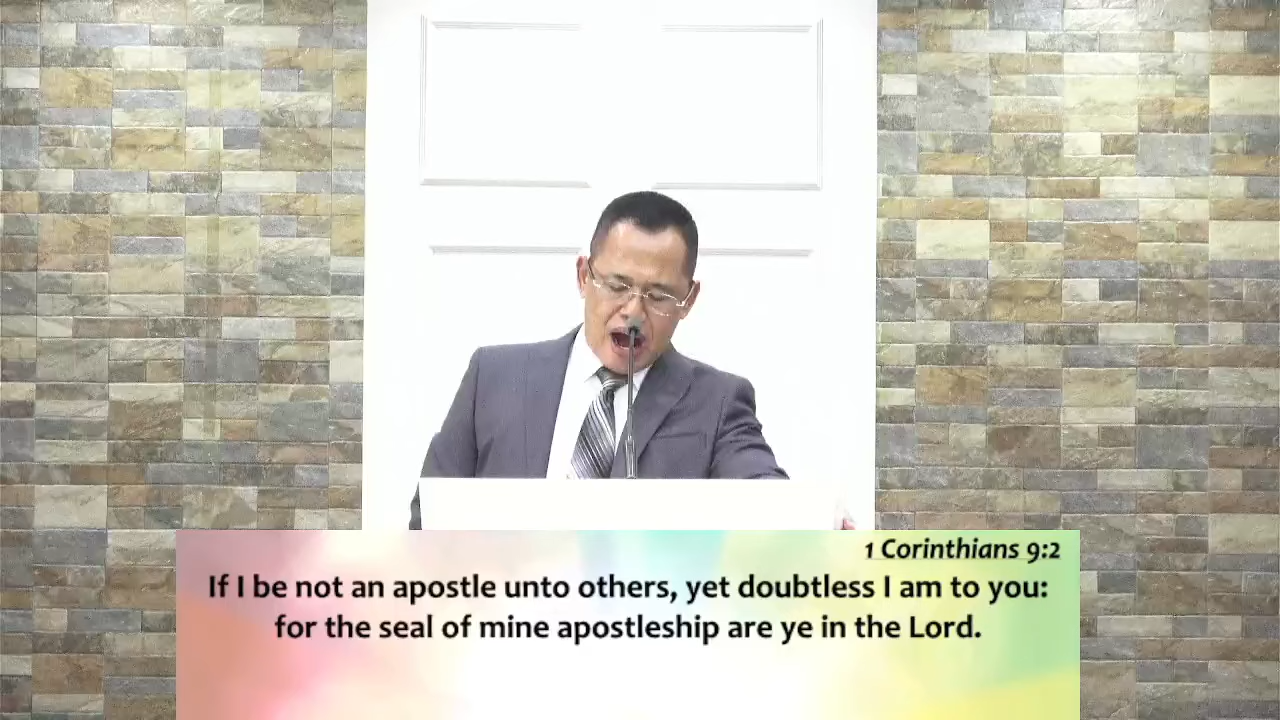 1 Corinthians 9:2
If I be not an apostle unto others, yet doubtless I am to you:
for the seal of mine apostleship are ye in the Lord.